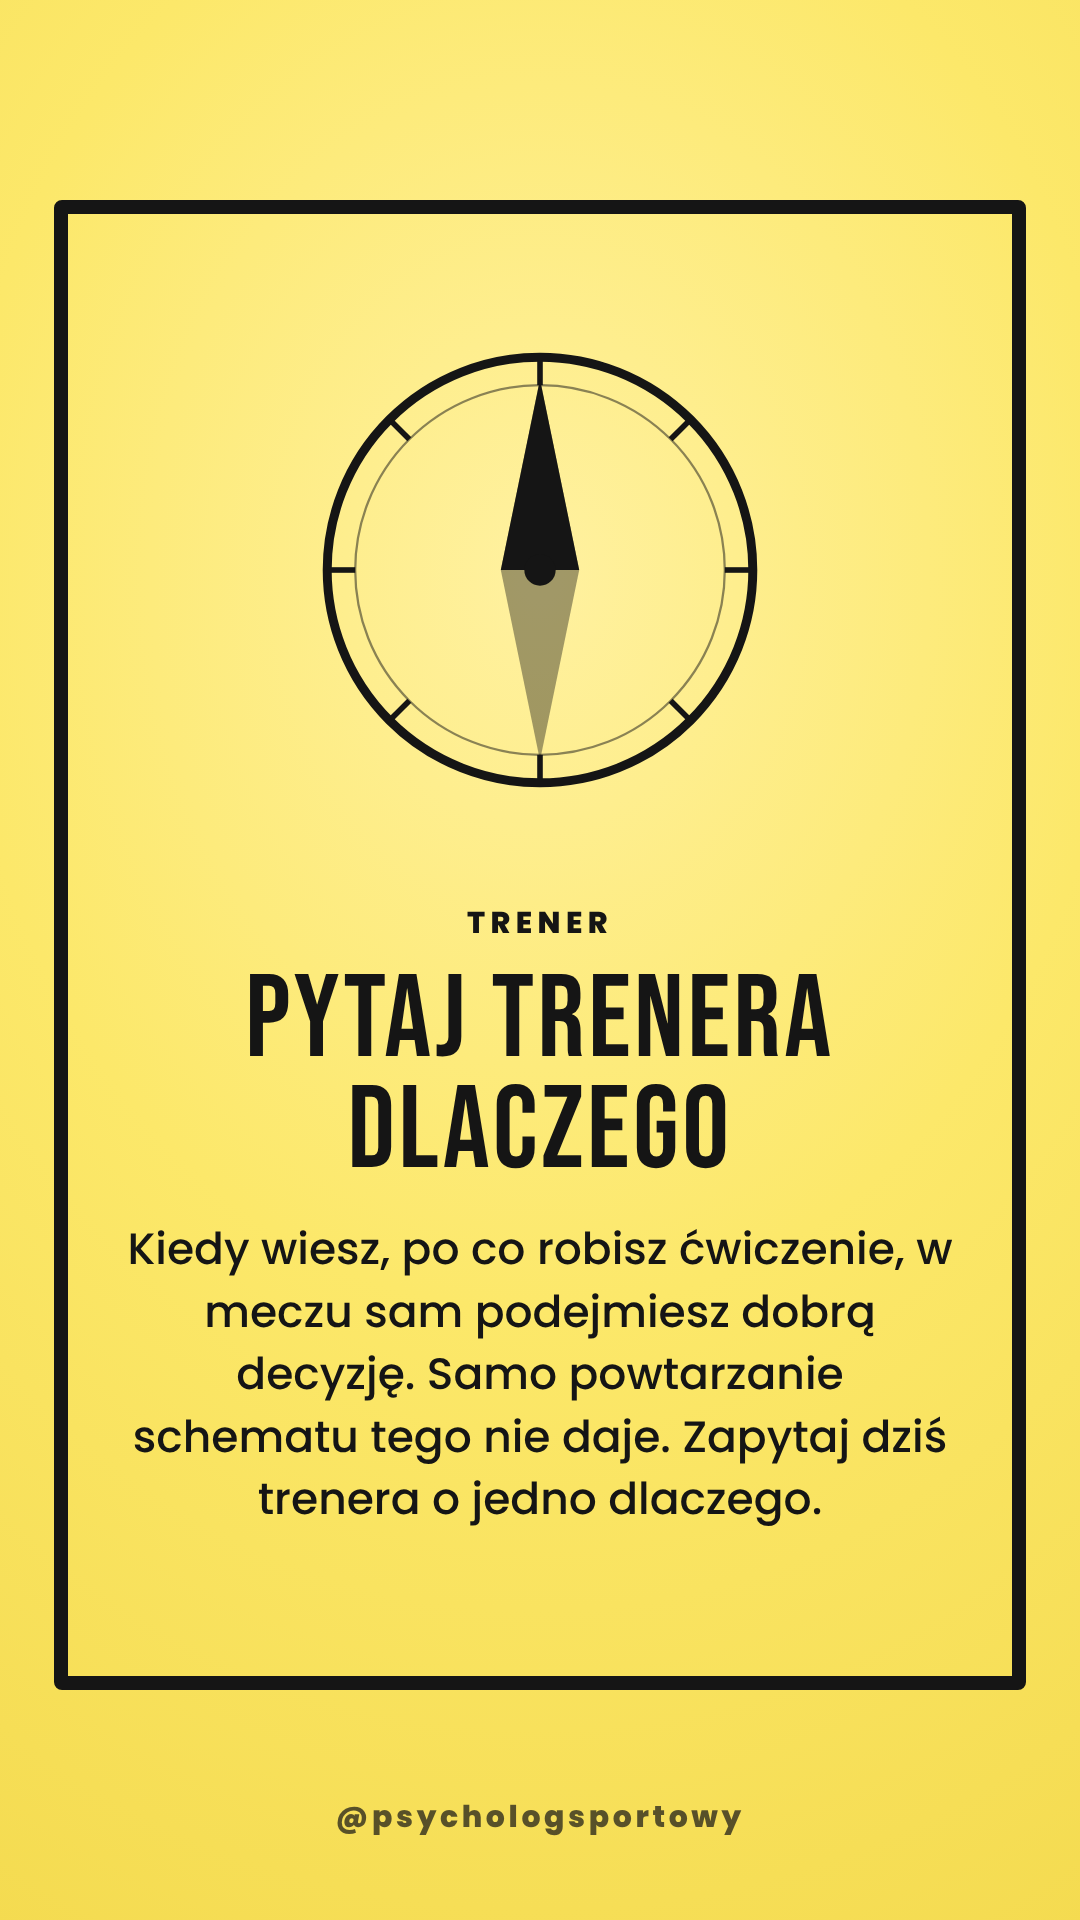 TRENER
PYTAJ TRENERA
DLACZEGO
Kiedy wiesz, po co robisz ćwiczenie, w
meczu sam podejmiesz dobrą
decyzję. Samo powtarzanie
schematu tego nie daje. Zapytaj dziś
trenera o jedno dlaczego.
@psychologsportowy